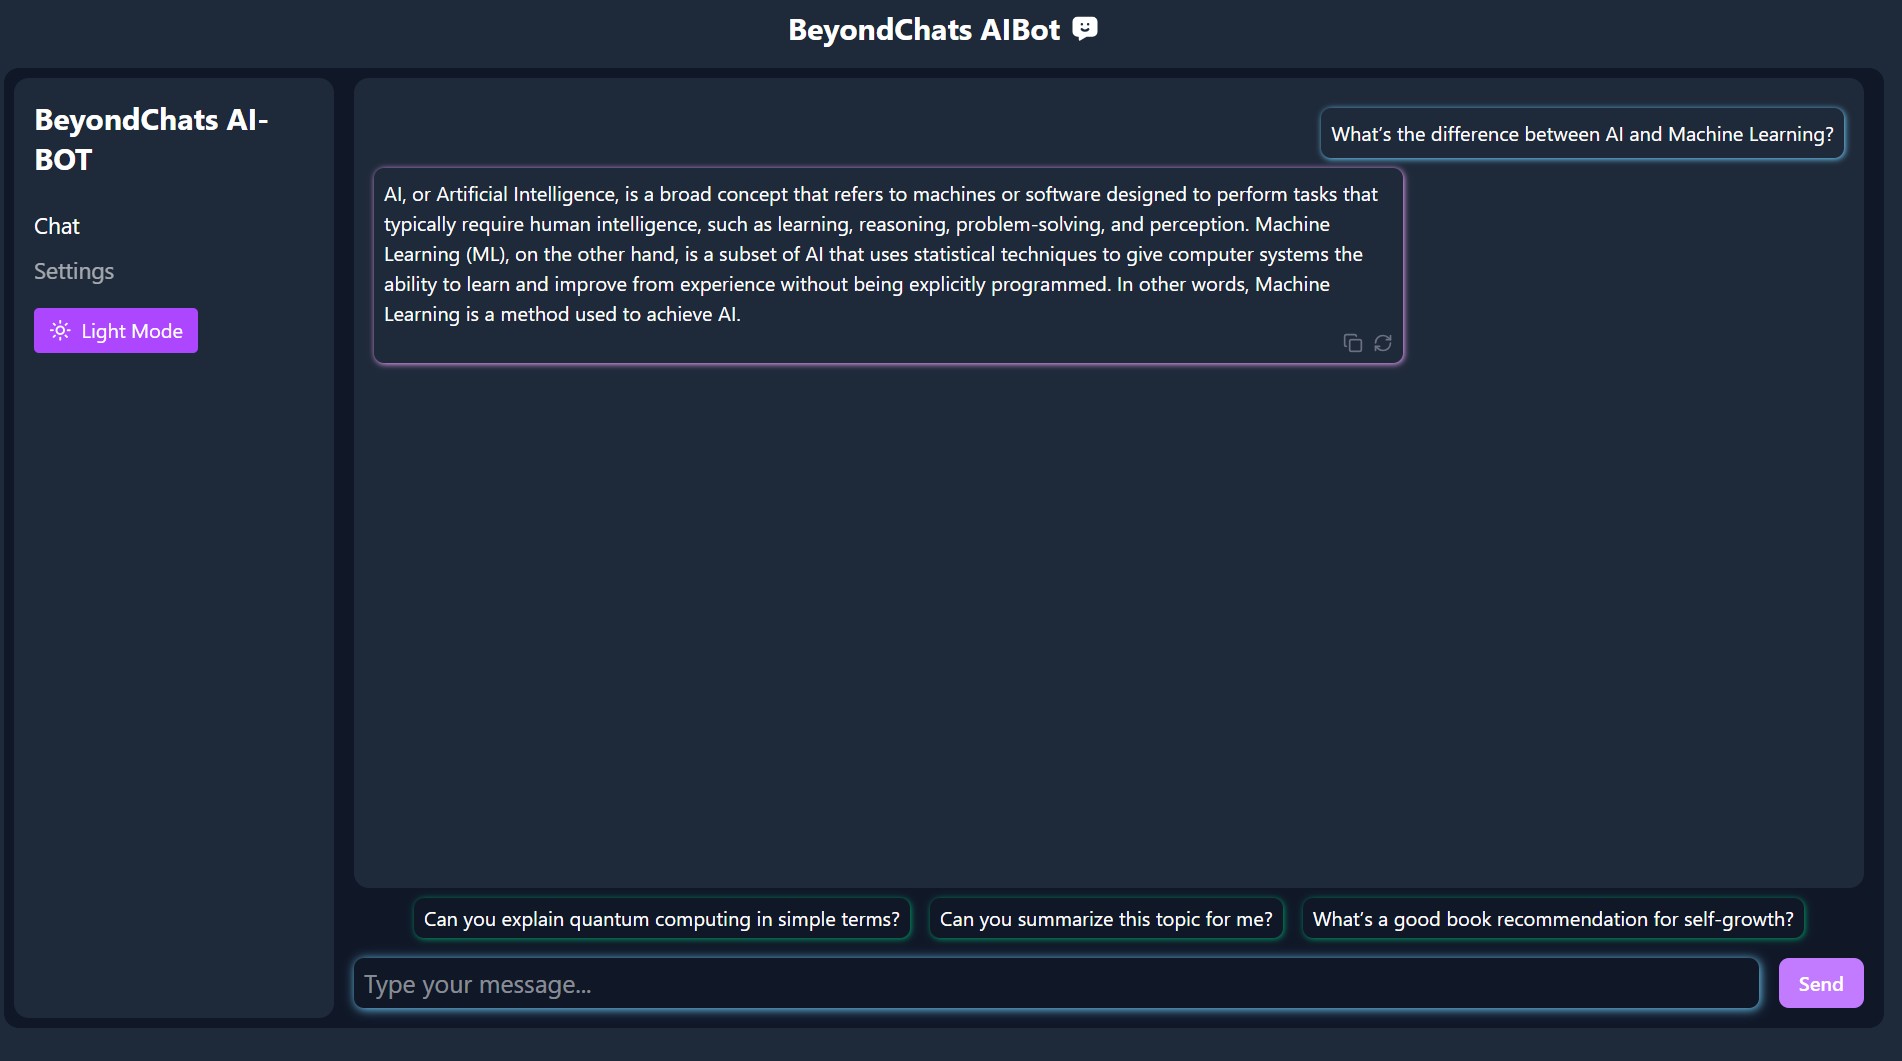 BeyondChats AIBot
BeyondChats AI-
BOT
Chat
Settings
Light Mode
What's the difference between AI and Machine Learning?
AI, or Artificial Intelligence, is a broad concept that refers to machines or software designed to perform tasks that
typically require human intelligence, such as learning, reasoning, problem-solving, and perception. Machine
Learning (ML), on the other hand, is a subset of AI that uses statistical techniques to give computer systems the
ability to learn and improve from experience without being explicitly programmed. In other words, Machine
Learning is a method used to achieve AI.
Can you explain quantum computing in simple terms?
Can you summarize this topic for me?
What's a good book recommendation for self-growth?
Type your message...
Send